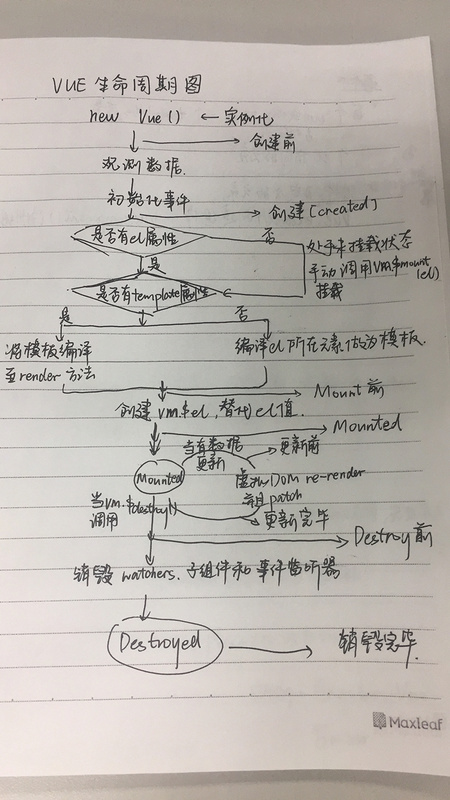 VUE 生命周期图
new Vue() ← 实例化
创建前
观测数据.
初始化事件
创建[created]
是否有el属性
否
处于未挂载状态
手动调用vm.$mount
(el)
挂载
是
是否有template属性
是
否
将模板编译
至render方法
编译el所在元素做为模板.
Mount前
创建vm.$el,替代el值.
Mounted
当有数据
更新
更新前
Mounted
虚拟DOM re-render
并且patch
当vm.$destroy()
调用
更新完毕
Destroy前
销毁 watchers.子组件和事件监听器
Destroyed
销毁完毕.
Maxleaf